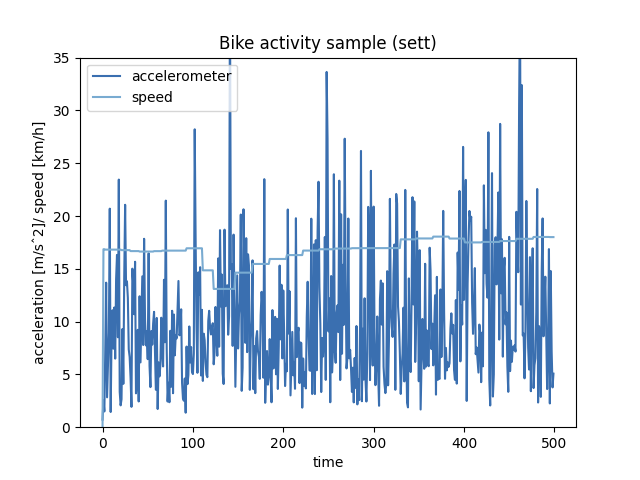 Bike activity sample (sett)
accelerometer
speed
acceleration [m/s^2]/ speed [km/h]
35
30
25
20
15
10
5
0
0 100 200 300 400 500
time